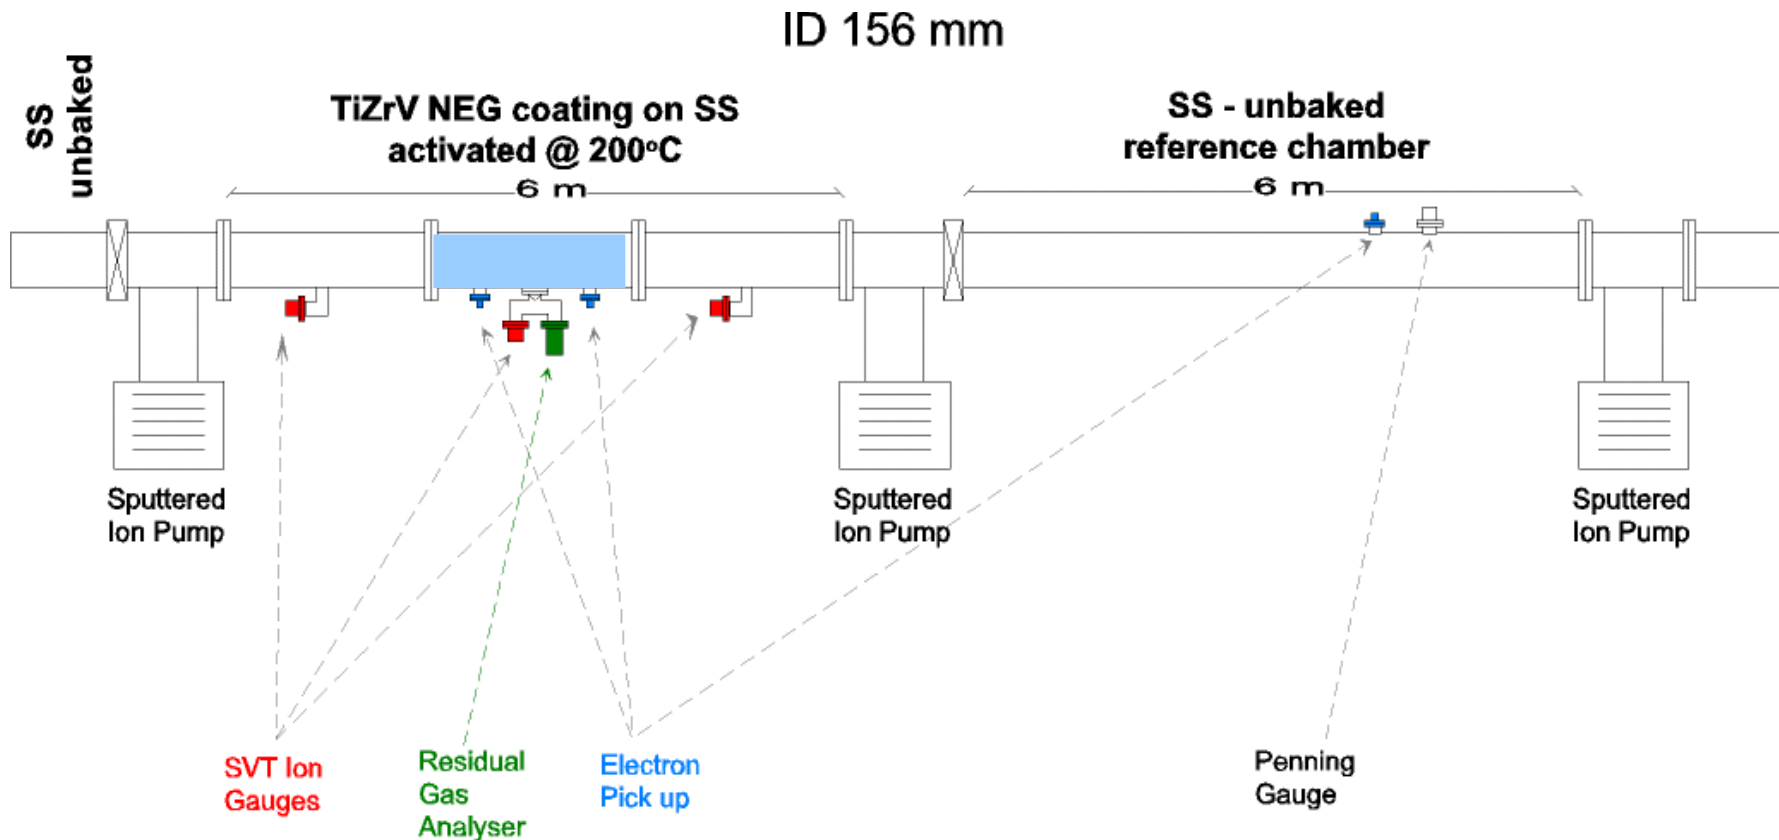 ID 156 mm
SS
unbaked
TiZrV NEG coating on SS
activated @ 200°C
6 m
SS - unbaked
reference chamber
6 m
Sputtered
Ion Pump
Sputtered
Ion Pump
Sputtered
Ion Pump
SVT Ion
Gauges
Residual
Gas
Analyser
Electron
Pick up
Penning
Gauge